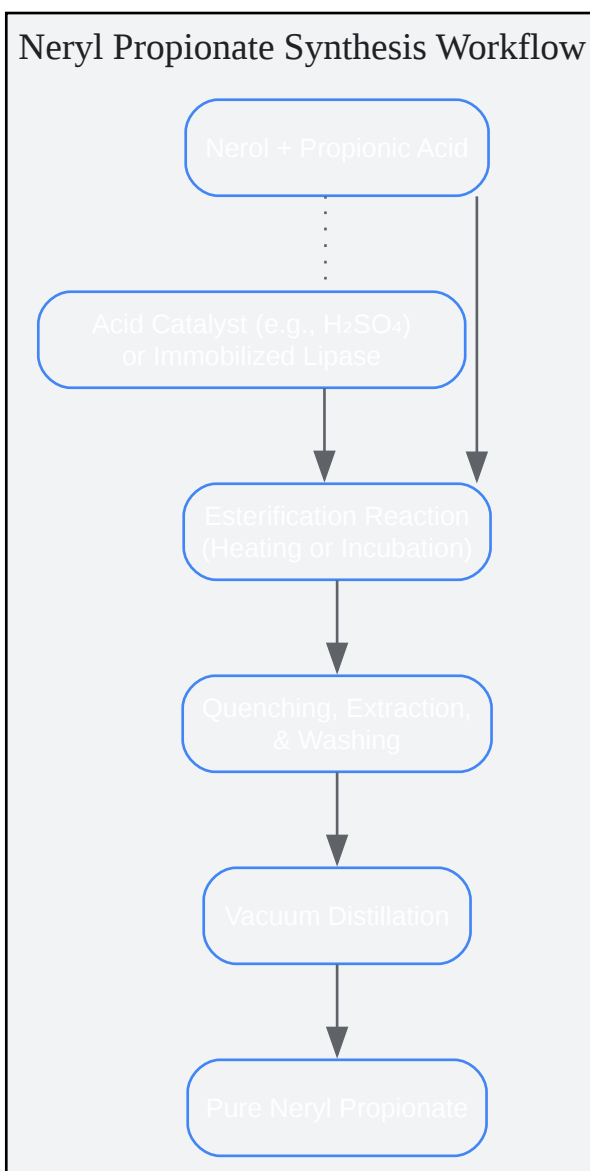 Neryl Propionate Synthesis Workflow
Nerol + Propionic Acid
Acid Catalyst (e.g., H₂SO₄)
or Immobilized Lipase
Esterification Reaction
(Heating or Incubation)
Quenching, Extraction,
& Washing
Vacuum Distillation
Pure Neryl Propionate